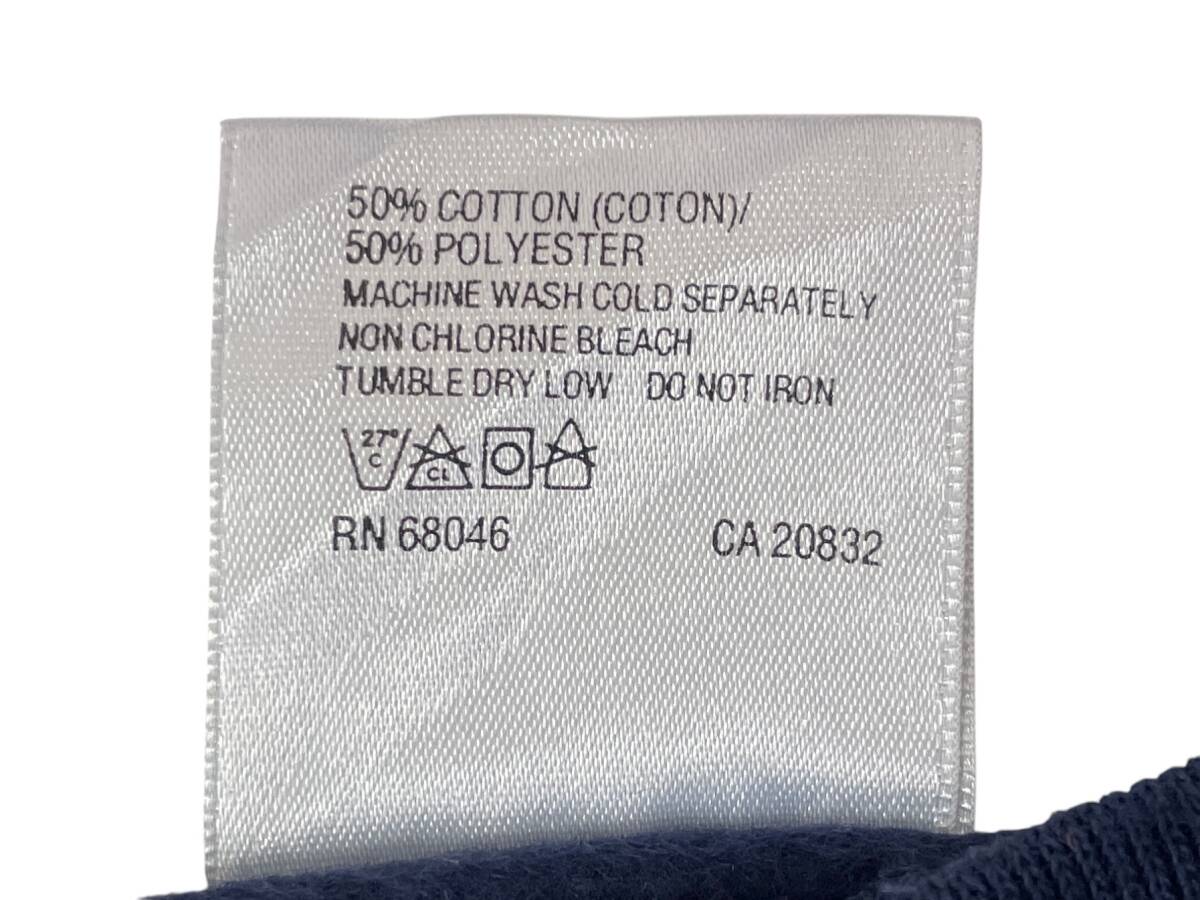 50% COTTON (COTON)/
50% POLYESTER
MACHINE WASH COLD SEPARATELY
NON CHLORINE BLEACH
TUMBLE DRY LOW DO NOT IRON
27°
C CL
RN 68046 CA 20832